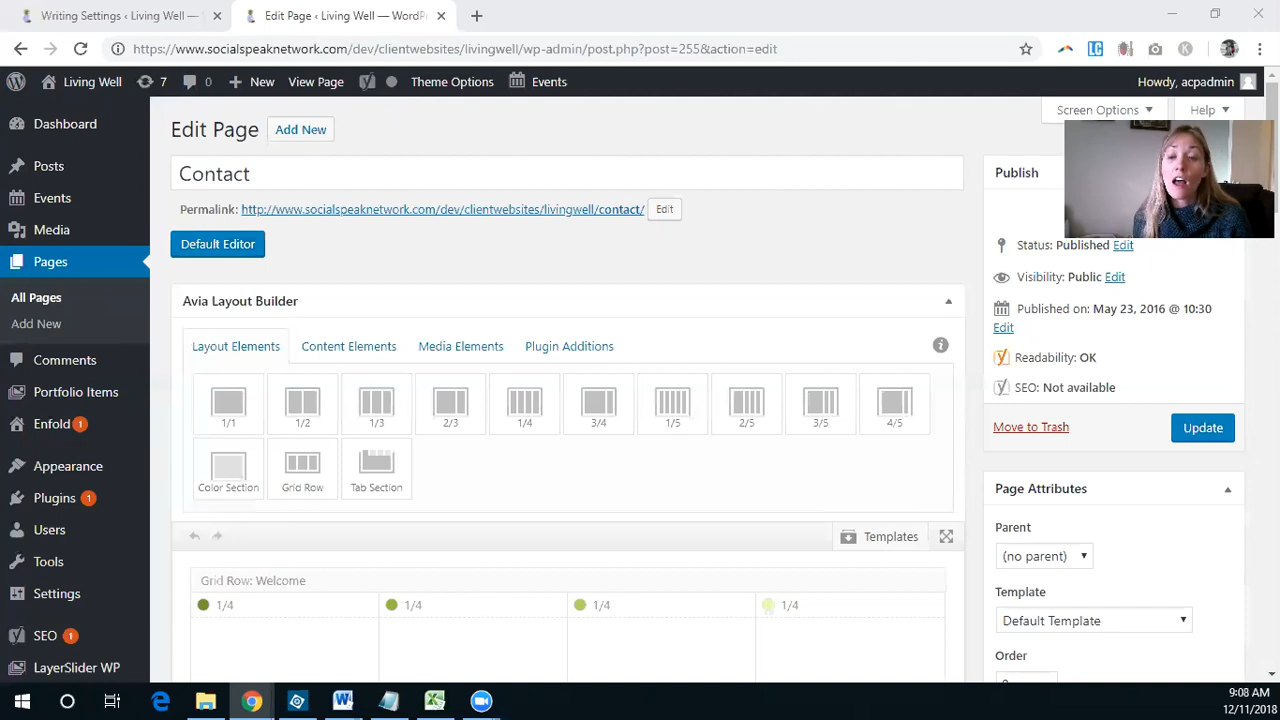 Writing Settings ‹ Living Well —
Edit Page ‹ Living Well — WordPr
https://www.socialspeaknetwork.com/dev/clientwebsites/livingwell/wp-admin/post.php?post=255&action=edit
Living Well 7 0 New View Page Theme Options Events Howdy, acpadmin
Screen Options Help
Dashboard
Posts
Events
Media
Pages
All Pages
Add New
Comments
Portfolio Items
Enfold 1
Appearance
Plugins 1
Users
Tools
Settings
SEO 1
LayerSlider WP
Edit Page Add New
Contact
Permalink: http://www.socialspeaknetwork.com/dev/clientwebsites/livingwell/contact/ Edit
Default Editor
Avia Layout Builder
Layout Elements Content Elements Media Elements Plugin Additions
1/1 1/2 1/3 2/3 1/4 3/4 1/5 2/5 3/5 4/5
Color Section Grid Row Tab Section
Templates
Grid Row: Welcome
1/4 1/4 1/4 1/4
Publish
Status: Published Edit
Visibility: Public Edit
Published on: May 23, 2016 @ 10:30
Edit
Readability: OK
SEO: Not available
Move to Trash Update
Page Attributes
Parent
(no parent)
Template
Default Template
Order
9:08 AM
12/11/2018